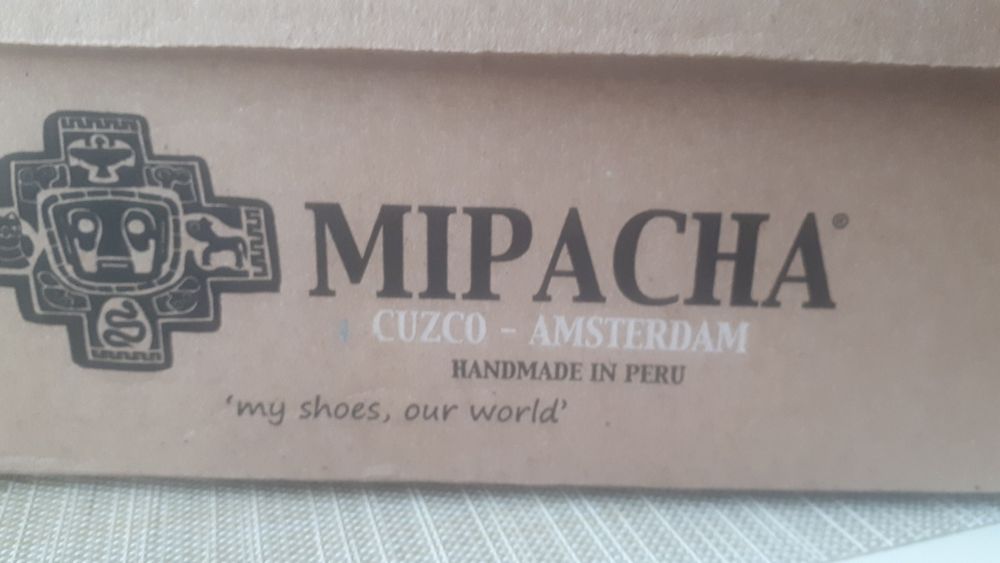 MIPACHA®
CUZCO - AMSTERDAM
HANDMADE IN PERU
'my shoes, our world'